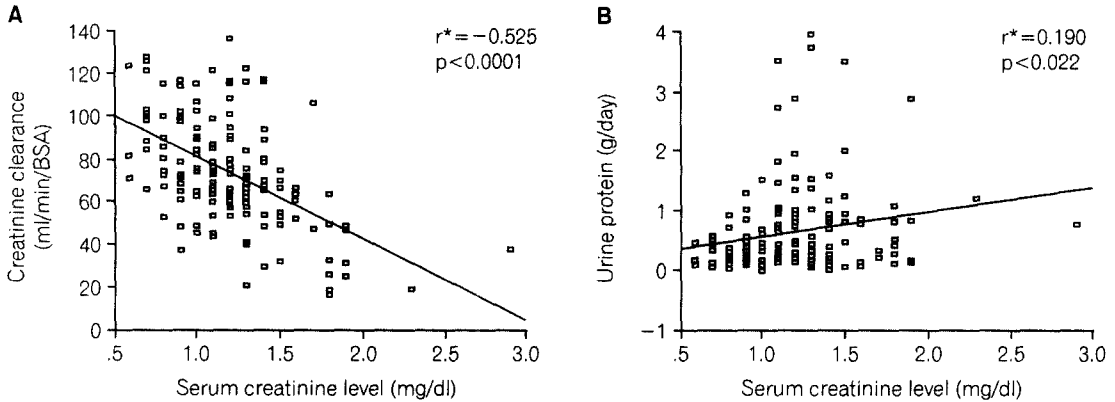 A
r*=−0.525
p<0.0001
Creatinine clearance
(ml/min/BSA)
140
120
100
80
60
40
20
0
.5 1.0 1.5 2.0 2.5 3.0
Serum creatinine level (mg/dl)
B
r*=0.190
p<0.022
Urine protein (g/day)
4
3
2
1
0
−1
.5 1.0 1.5 2.0 2.5 3.0
Serum creatinine level (mg/dl)